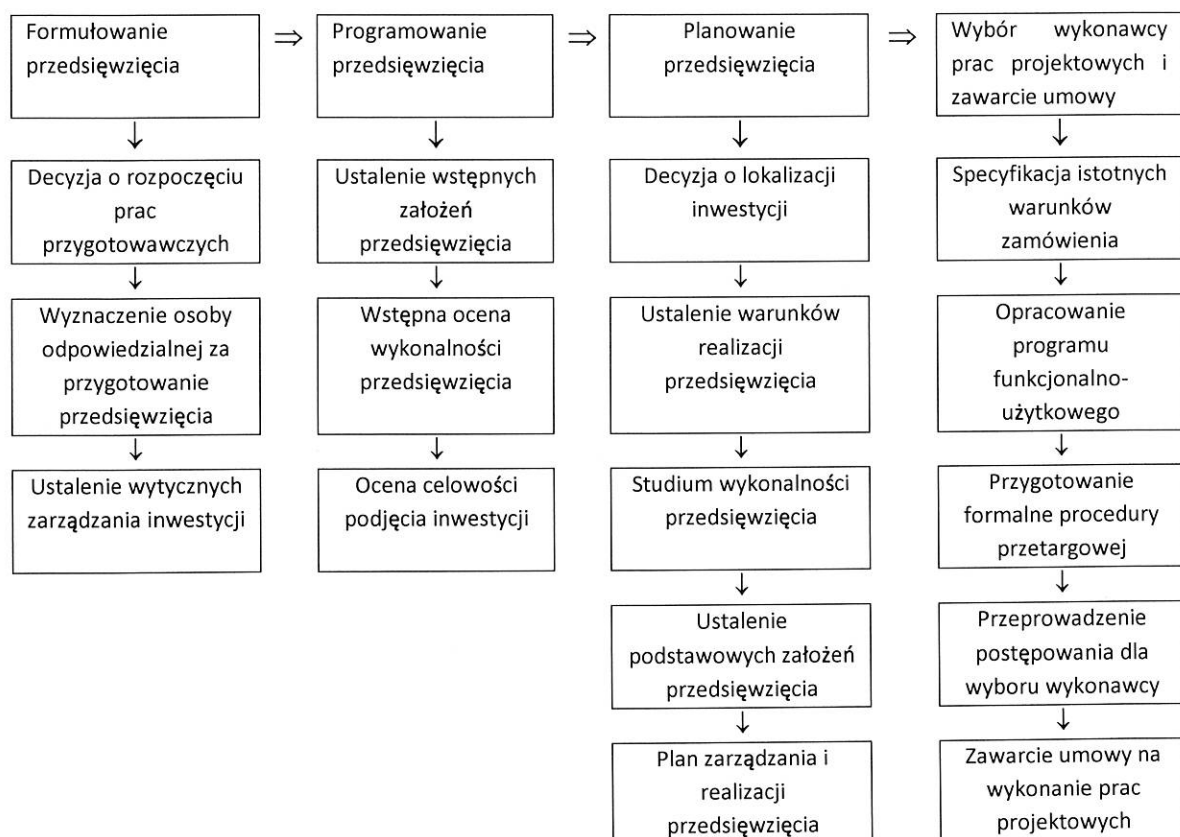 Formułowanie
przedsięwzięcia
⇒
Programowanie
przedsięwzięcia
⇒
Planowanie
przedsięwzięcia
⇒
Wybór wykonawcy
prac projektowych i
zawarcie umowy
↓
Decyzja o rozpoczęciu
prac
przygotowawczych
↓
Wyznaczenie osoby
odpowiedzialnej za
przygotowanie
przedsięwzięcia
↓
Ustalenie wytycznych
zarządzania inwestycji
↓
Ustalenie wstępnych
założeń
przedsięwzięcia
↓
Wstępna ocena
wykonalności
przedsięwzięcia
↓
Ocena celowości
podjęcia inwestycji
↓
Decyzja o lokalizacji
inwestycji
↓
Ustalenie warunków
realizacji
przedsięwzięcia
↓
Studium wykonalności
przedsięwzięcia
↓
Ustalenie
podstawowych założeń
przedsięwzięcia
↓
Plan zarządzania i
realizacji
przedsięwzięcia
↓
Specyfikacja istotnych
warunków
zamówienia
↓
Opracowanie
programu
funkcjonalno-
użytkowego
↓
Przygotowanie
formalne procedury
przetargowej
↓
Przeprowadzenie
postępowania dla
wyboru wykonawcy
↓
Zawarcie umowy na
wykonanie prac
projektowych